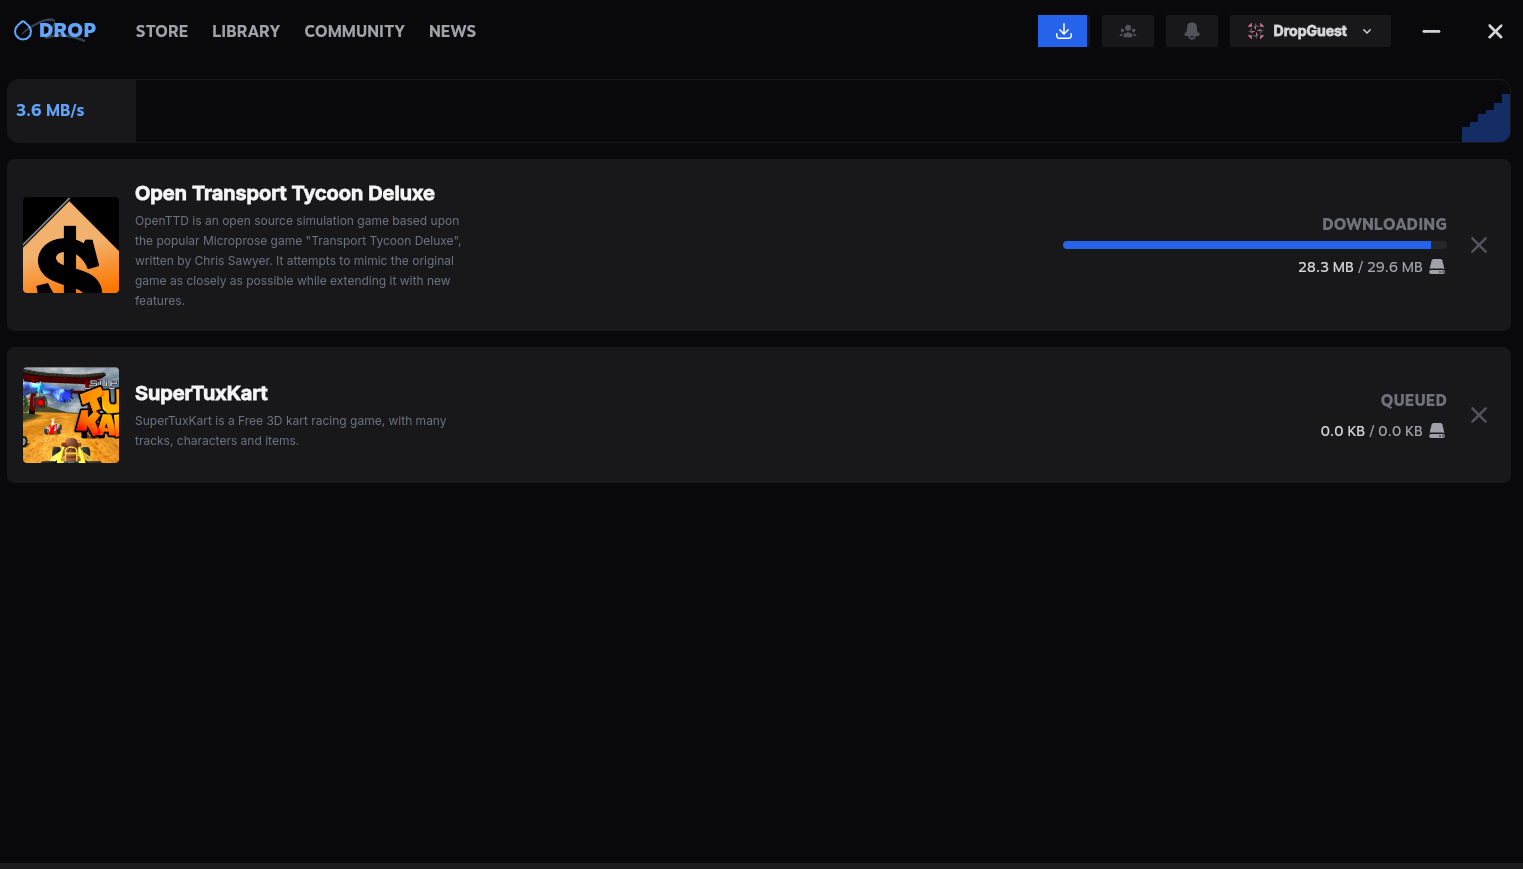 DROP STORE LIBRARY COMMUNITY NEWS DropGuest
3.6 MB/s
Open Transport Tycoon Deluxe
OpenTTD is an open source simulation game based upon
the popular Microprose game "Transport Tycoon Deluxe",
written by Chris Sawyer. It attempts to mimic the original
game as closely as possible while extending it with new
features.
DOWNLOADING
28.3 MB / 29.6 MB
$
SuperTuxKart
SuperTuxKart is a Free 3D kart racing game, with many
tracks, characters and items.
QUEUED
0.0 KB / 0.0 KB